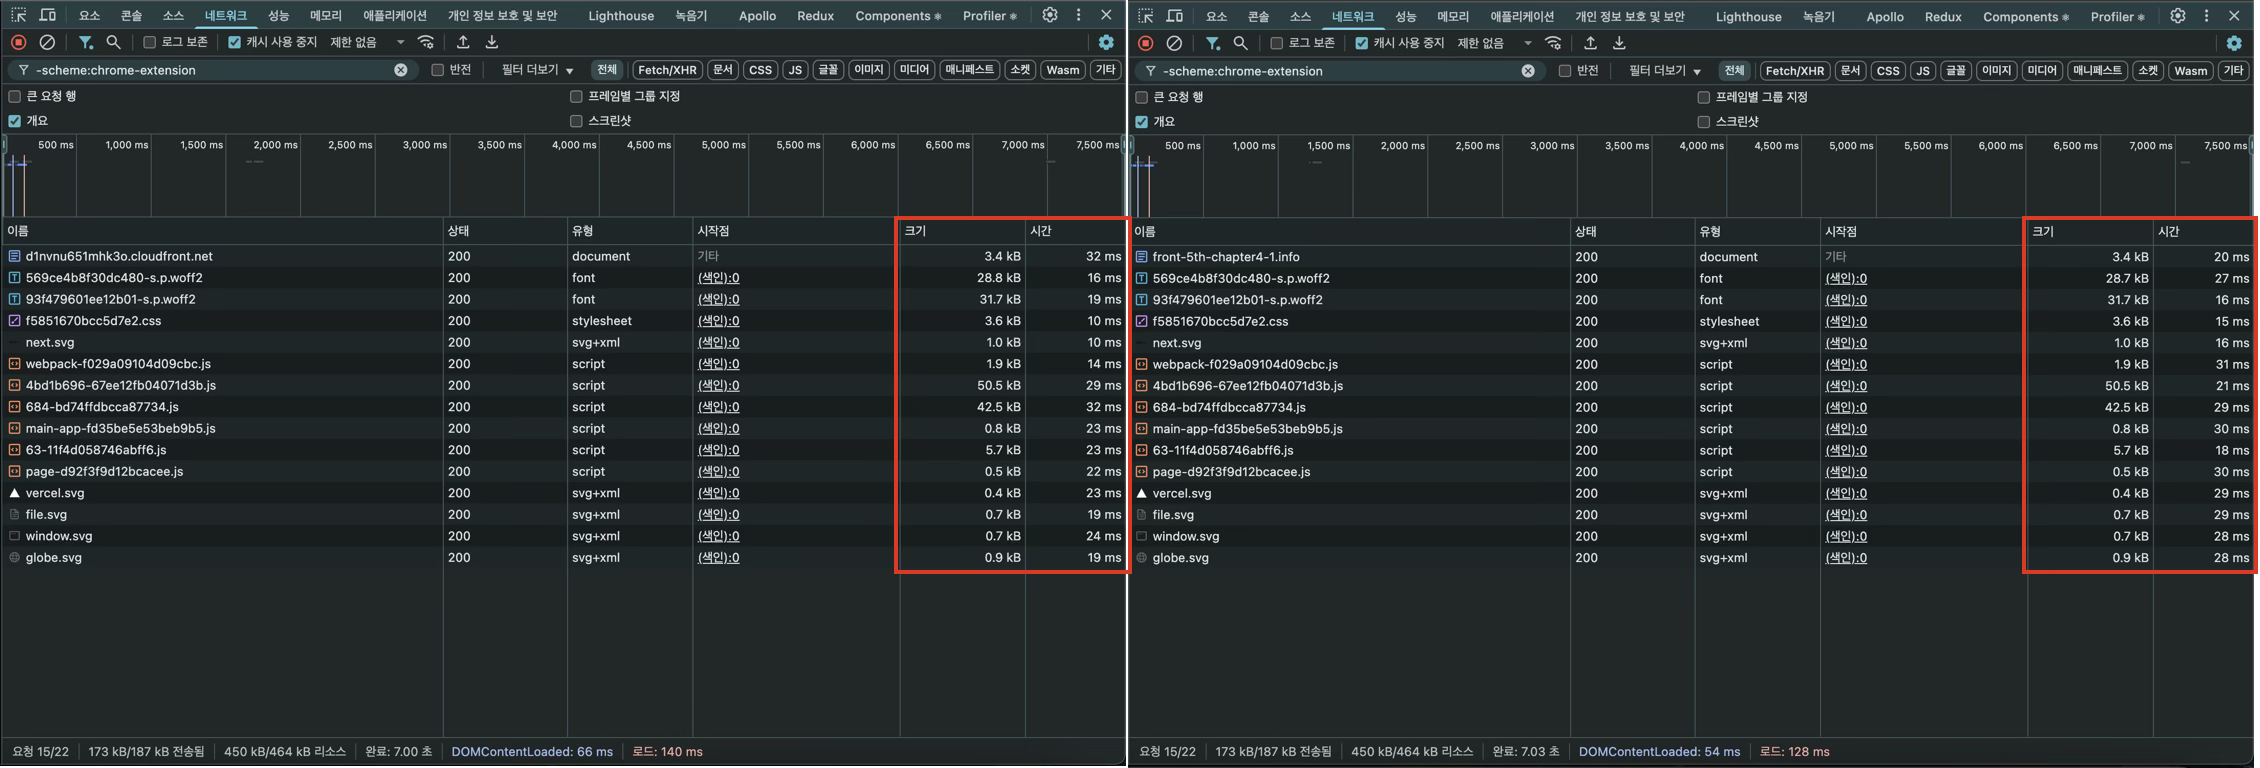 요소 콘솔 소스 네트워크 성능 메모리 애플리케이션 개인 정보 보호 및 보안 Lighthouse 녹음기 Apollo Redux Components Profiler
로그 보존 캐시 사용 중지 제한 없음
-scheme:chrome-extension 반전 필터 더보기 전체 Fetch/XHR 문서 CSS JS 글꼴 이미지 미디어 매니페스트 소켓 Wasm 기타
큰 요청 행 프레임별 그룹 지정
개요 스크린샷
500 ms 1,000 ms 1,500 ms 2,000 ms 2,500 ms 3,000 ms 3,500 ms 4,000 ms 4,500 ms 5,000 ms 5,500 ms 6,000 ms 6,500 ms 7,000 ms 7,500 ms
이름 상태 유형 시작점 크기 시간
d1nvnu651mhk3o.cloudfront.net 200 document 기타 3.4 kB 32 ms
569ce4b8f30dc480-s.p.woff2 200 font (색인):0 28.8 kB 16 ms
93f479601ee12b01-s.p.woff2 200 font (색인):0 31.7 kB 19 ms
f5851670bcc5d7e2.css 200 stylesheet (색인):0 3.6 kB 10 ms
next.svg 200 svg+xml (색인):0 1.0 kB 10 ms
webpack-f029a09104d09cbc.js 200 script (색인):0 1.9 kB 14 ms
4bd1b696-67ee12fb04071d3b.js 200 script (색인):0 50.5 kB 29 ms
684-bd74ffdbcca87734.js 200 script (색인):0 42.5 kB 32 ms
main-app-fd35be5e53beb9b5.js 200 script (색인):0 0.8 kB 23 ms
63-11f4d058746abff6.js 200 script (색인):0 5.7 kB 23 ms
page-d92f3f9d12bcacee.js 200 script (색인):0 0.5 kB 22 ms
vercel.svg 200 svg+xml (색인):0 0.4 kB 23 ms
file.svg 200 svg+xml (색인):0 0.7 kB 19 ms
window.svg 200 svg+xml (색인):0 0.7 kB 24 ms
globe.svg 200 svg+xml (색인):0 0.9 kB 19 ms
요청 15/22 173 kB/187 kB 전송됨 450 kB/464 kB 리소스 완료: 7.00 초 DOMContentLoaded: 66 ms 로드: 140 ms
요소 콘솔 소스 네트워크 성능 메모리 애플리케이션 개인 정보 보호 및 보안 Lighthouse 녹음기 Apollo Redux Components Profiler
로그 보존 캐시 사용 중지 제한 없음
-scheme:chrome-extension 반전 필터 더보기 전체 Fetch/XHR 문서 CSS JS 글꼴 이미지 미디어 매니페스트 소켓 Wasm 기타
큰 요청 행 프레임별 그룹 지정
개요 스크린샷
500 ms 1,000 ms 1,500 ms 2,000 ms 2,500 ms 3,000 ms 3,500 ms 4,000 ms 4,500 ms 5,000 ms 5,500 ms 6,000 ms 6,500 ms 7,000 ms 7,500 ms
이름 상태 유형 시작점 크기 시간
front-5th-chapter4-1.info 200 document 기타 3.4 kB 20 ms
569ce4b8f30dc480-s.p.woff2 200 font (색인):0 28.7 kB 27 ms
93f479601ee12b01-s.p.woff2 200 font (색인):0 31.7 kB 16 ms
f5851670bcc5d7e2.css 200 stylesheet (색인):0 3.6 kB 15 ms
next.svg 200 svg+xml (색인):0 1.0 kB 16 ms
webpack-f029a09104d09cbc.js 200 script (색인):0 1.9 kB 31 ms
4bd1b696-67ee12fb04071d3b.js 200 script (색인):0 50.5 kB 21 ms
684-bd74ffdbcca87734.js 200 script (색인):0 42.5 kB 29 ms
main-app-fd35be5e53beb9b5.js 200 script (색인):0 0.8 kB 30 ms
63-11f4d058746abff6.js 200 script (색인):0 5.7 kB 18 ms
page-d92f3f9d12bcacee.js 200 script (색인):0 0.5 kB 30 ms
vercel.svg 200 svg+xml (색인):0 0.4 kB 29 ms
file.svg 200 svg+xml (색인):0 0.7 kB 29 ms
window.svg 200 svg+xml (색인):0 0.7 kB 28 ms
globe.svg 200 svg+xml (색인):0 0.9 kB 28 ms
요청 15/22 173 kB/187 kB 전송됨 450 kB/464 kB 리소스 완료: 7.03 초 DOMContentLoaded: 54 ms 로드: 128 ms